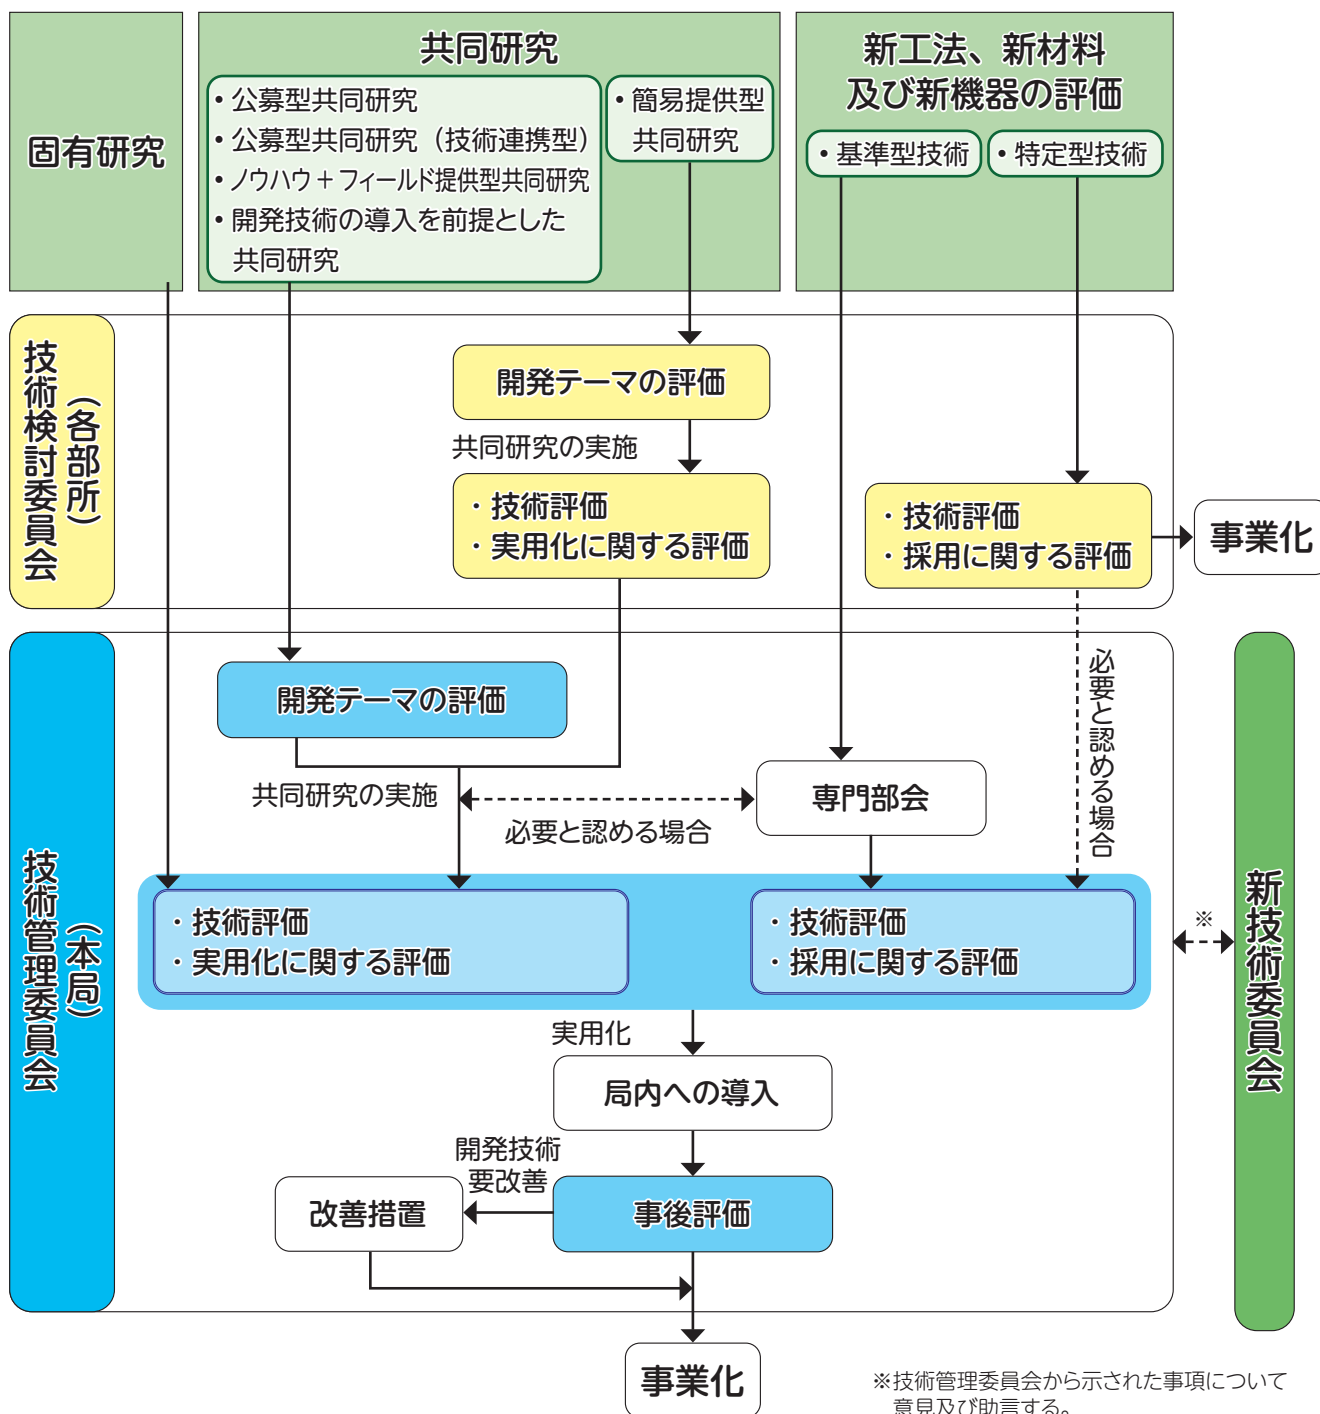 固有研究
共同研究
• 公募型共同研究
• 公募型共同研究（技術連携型）
• ノウハウ＋フィールド提供型共同研究
• 開発技術の導入を前提とした
共同研究
• 簡易提供型
共同研究
新工法、新材料
及び新機器の評価
• 基準型技術
• 特定型技術
技術検討委員会
（各部所）
開発テーマの評価
共同研究の実施
・技術評価
・実用化に関する評価
・技術評価
・採用に関する評価
事業化
技術管理委員会
（本局）
開発テーマの評価
共同研究の実施
必要と認める場合
専門部会
必要と認める場合
・技術評価
・実用化に関する評価
・技術評価
・採用に関する評価
※
新技術委員会
実用化
局内への導入
開発技術
要改善
改善措置
事後評価
事業化
※技術管理委員会から示された事項について
意見及び助言する。